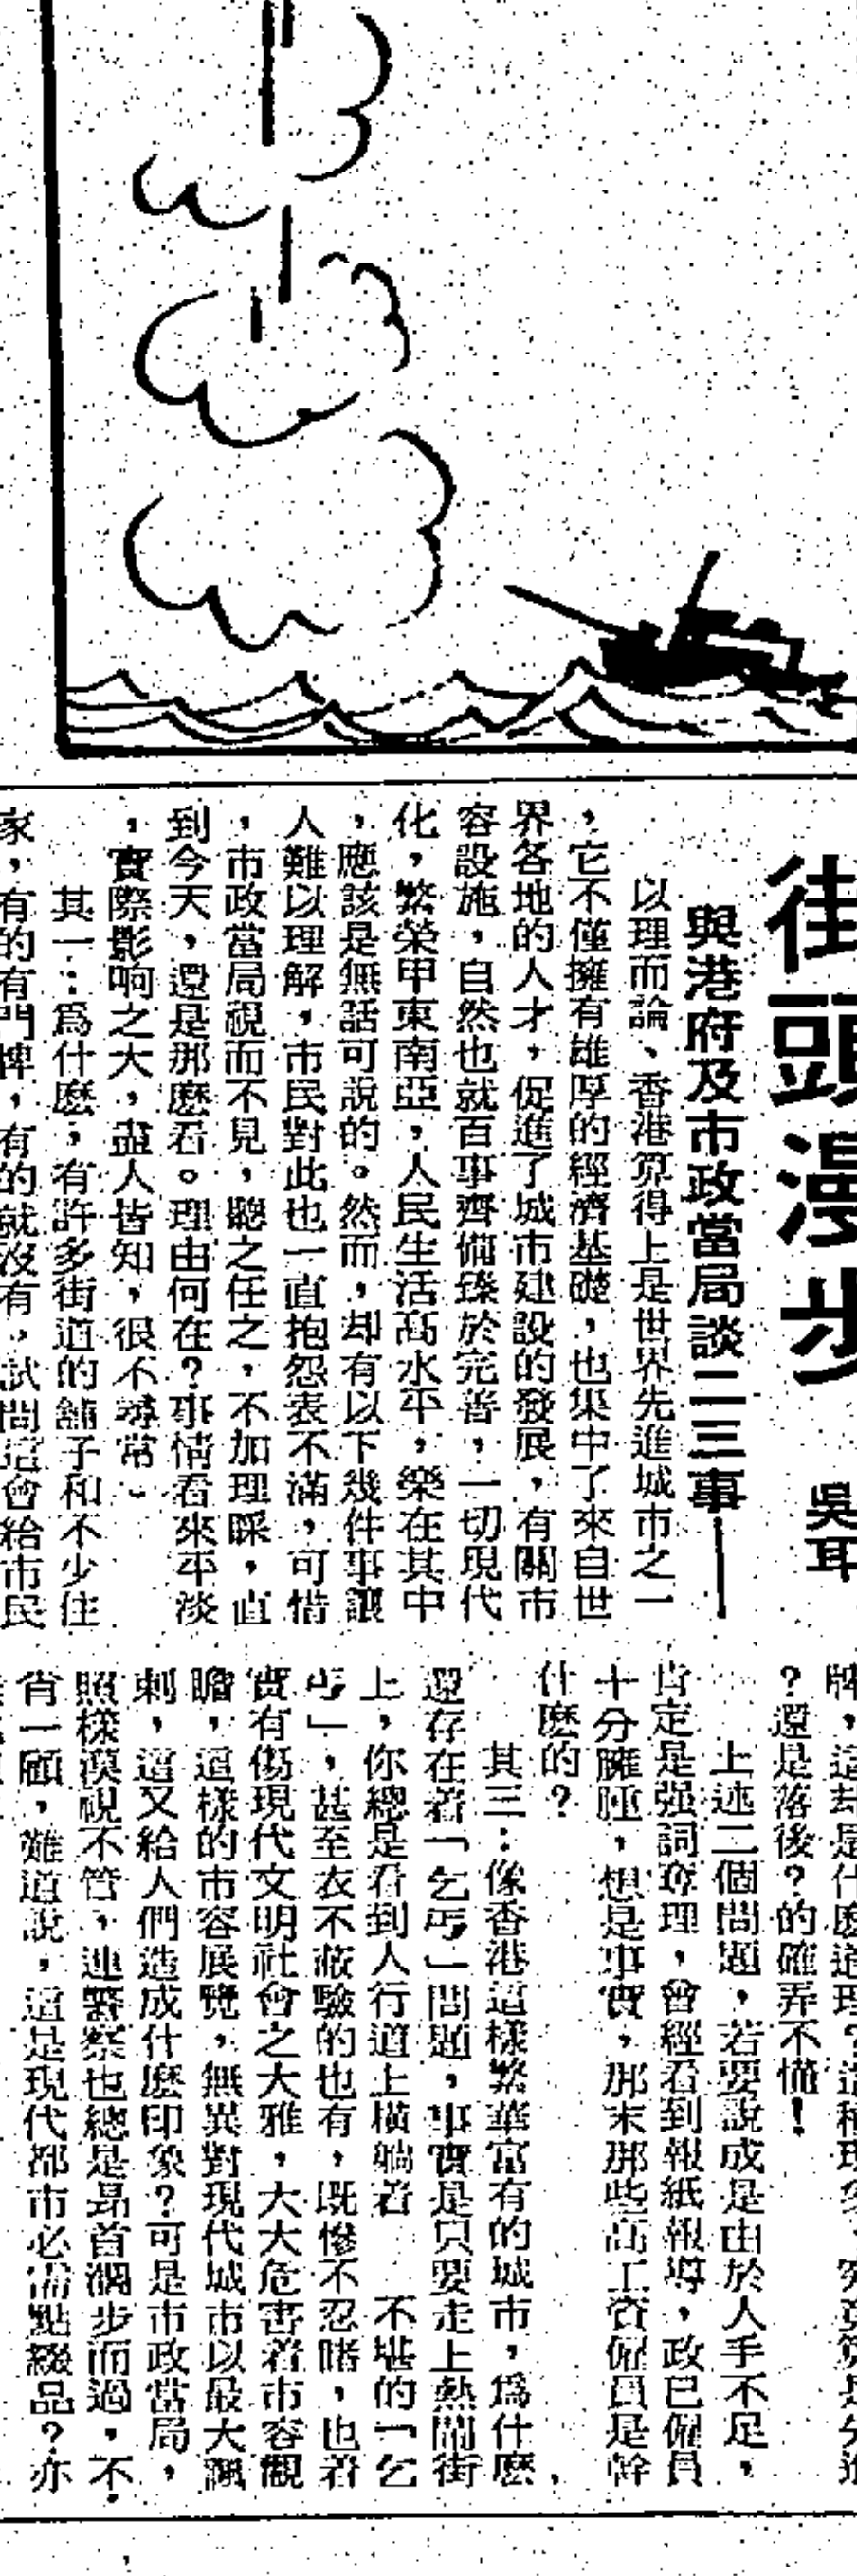 街頭漫步
吳耳
與港府及市政當局談二三事——
以理而論、香港算得上是世界先進城市之一
，它不僅擁有雄厚的經濟基礎，也集中了來自世
界各地的人才，促進了城市建設的發展，有關市
容設施，自然也就百事齊備臻於完善，一切現代
化，繁榮甲東南亞，人民生活高水平，樂在其中
，應該是無話可說的。然而，却有以下幾件事讓
人難以理解，市民對此也一直抱怨表不滿，可惜
，市政當局視而不見，聽之任之，不加理睬，直
到今天，還是那麽着。理由何在？事情看來平淡
，實際影响之大，盡人皆知，很不尋常。
其一：爲什麽，有許多街道的舖子和不少住
家，有的有門牌，有的就沒有，試問這會給市民
牌，這却是什麽道理？這種現象，究竟算是先進
？還是落後？的確弄不懂！
上述二個問題，若要說成是由於人手不足，
肯定是强詞奪理，曾經看到報紙報導，政已僱員
十分臃腫，想是事實，那末那些高工資僱員是幹
什麽的？
其三：像香港這樣繁華富有的城市，爲什麽
還存在着「乞丐」問題，事實是只要走上熱鬧街
上，你總是看到人行道上橫躺着 不堪的「乞
丐」，甚至衣不蔽驗的也有，既慘不忍睹，也着
實有傷現代文明社會之大雅，大大危害着市容觀
瞻，這樣的市容展覽，無異對現代城市以最大諷
刺，這又給人們造成什麽印象？可是市政當局，
照樣漠視不管，連警察也總是昂首濶步而過，不
肯一顧，難道說，這是現代都市必需點綴品？亦